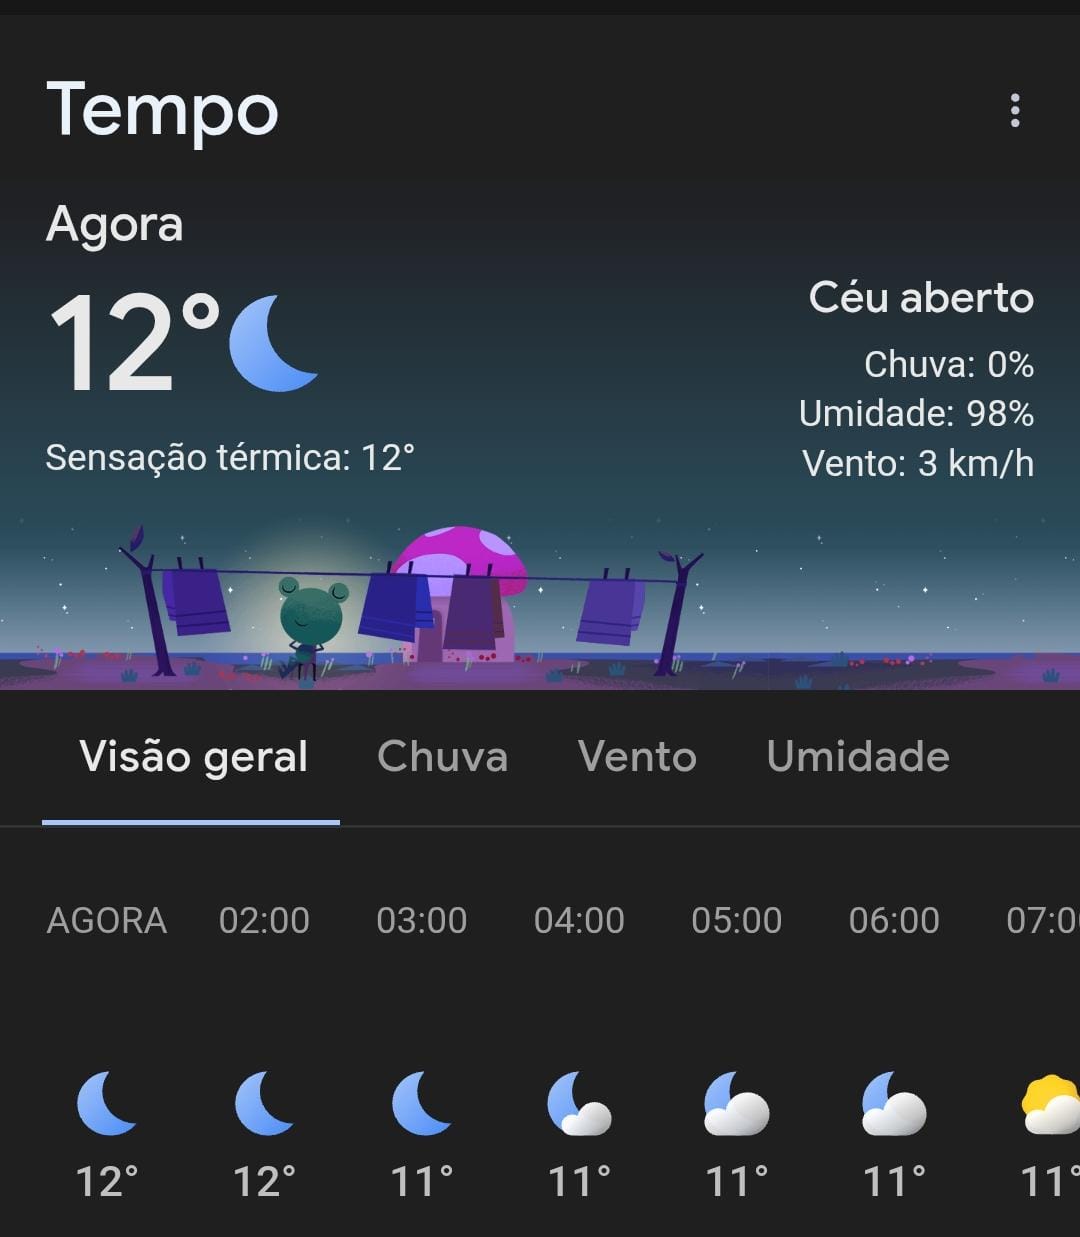 Tempo
Agora
12°
Sensação térmica: 12°
Céu aberto
Chuva: 0%
Umidade: 98%
Vento: 3 km/h
Visão geral Chuva Vento Umidade
AGORA 02:00 03:00 04:00 05:00 06:00 07:0
12° 12° 11° 11° 11° 11° 11°